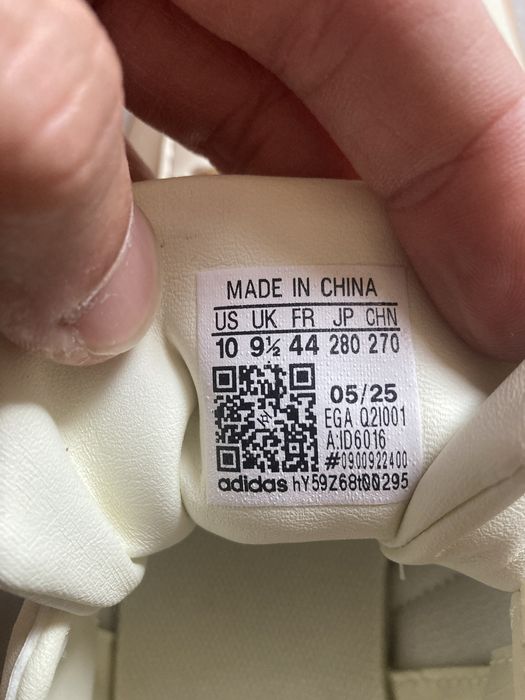 MADE IN CHINA
US UK FR JP CHN
10 9½ 44 280 270
05/25
EGA Q2I001
A:ID6016
#0900922400
adidas hY59Z68t00295